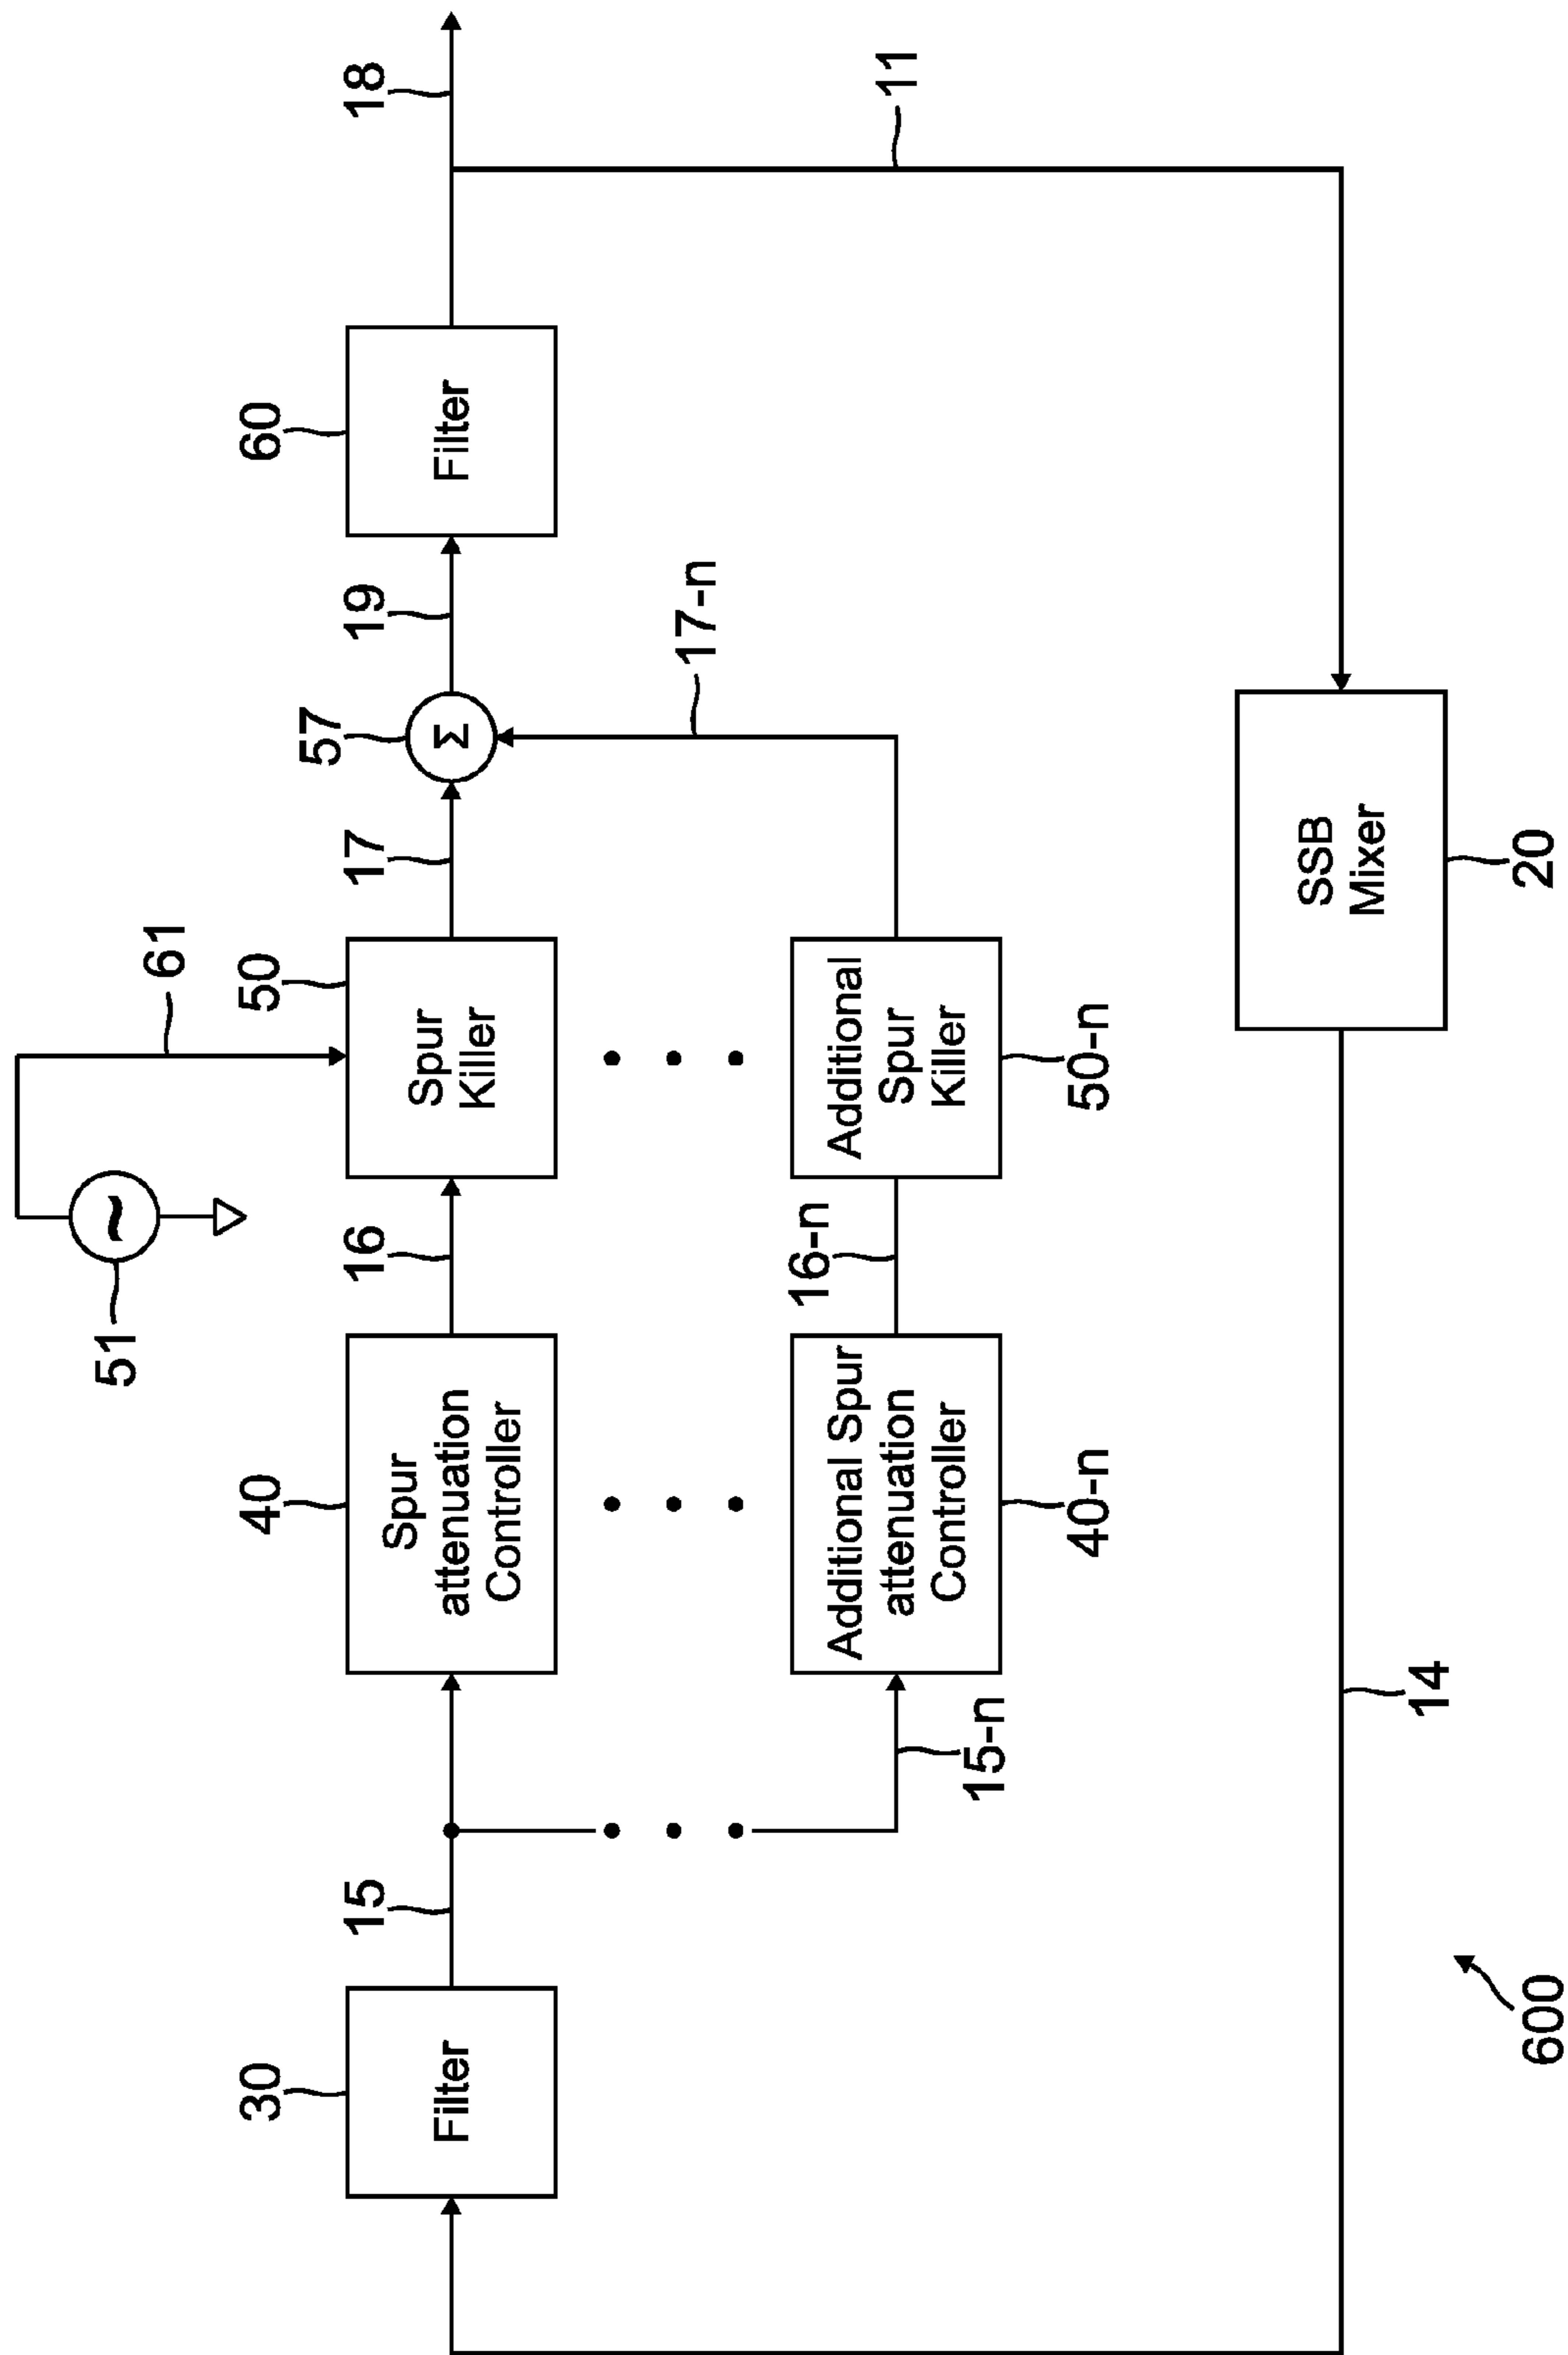 51
61
30
Filter
15
40
Spur
attenuation
Controller
16
50
Spur
Killer
17
57
Σ
19
60
Filter
18
15-n
Additional Spur
attenuation
Controller
40-n
16-n
Additional
Spur
Killer
50-n
17-n
11
14
SSB
Mixer
20
600
~